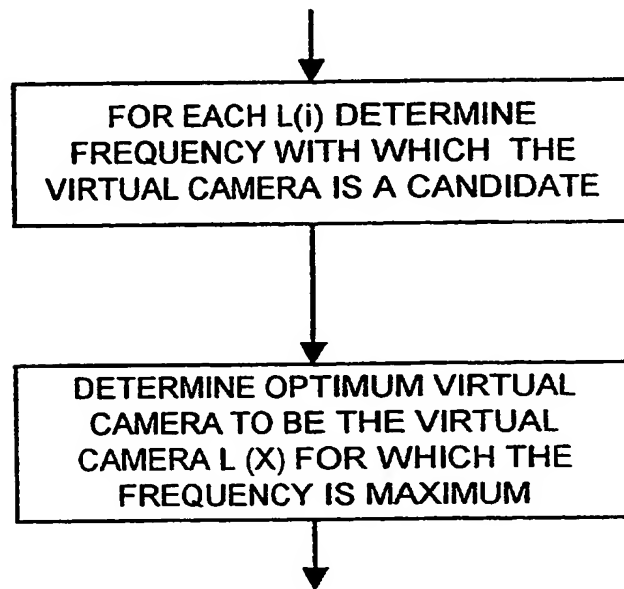 FOR EACH L(i) DETERMINE
FREQUENCY WITH WHICH THE
VIRTUAL CAMERA IS A CANDIDATE
DETERMINE OPTIMUM VIRTUAL
CAMERA TO BE THE VIRTUAL
CAMERA L (X) FOR WHICH THE
FREQUENCY IS MAXIMUM